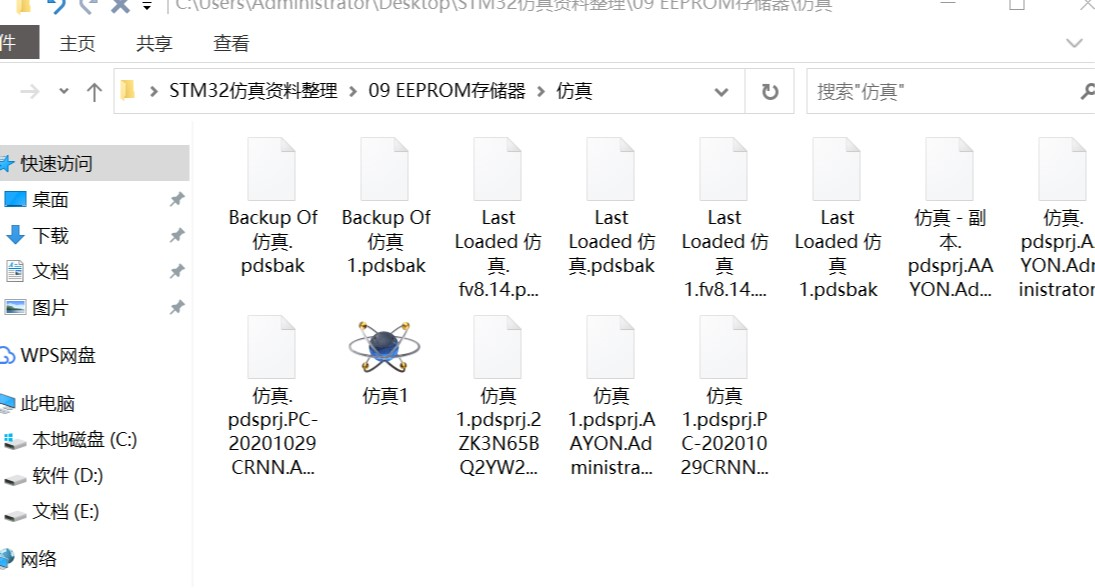 C:\Users\Administrator\Desktop\STM32仿真资料整理\09 EEPROM存储器\仿真
件
主页
共享
查看
STM32仿真资料整理
09 EEPROM存储器
仿真
搜索"仿真"
快速访问
桌面
下载
文档
图片
WPS网盘
此电脑
本地磁盘 (C:)
软件 (D:)
文档 (E:)
网络
Backup Of
仿真.
pdsbak
Backup Of
仿真
1.pdsbak
Last
Loaded 仿
真.
fv8.14.p...
Last
Loaded 仿
真.pdsbak
Last
Loaded 仿
真
1.fv8.14....
Last
Loaded 仿
真
1.pdsbak
仿真 - 副
本.
pdsprj.AA
YON.Ad...
仿真.
pdsprj.A
YON.Adm
inistrator
仿真.
pdsprj.PC-
20201029
CRNN.A...
仿真1
仿真
1.pdsprj.2
ZK3N65B
Q2YW2...
仿真
1.pdsprj.A
AYON.Ad
ministra...
仿真
1.pdsprj.P
C-202010
29CRNN...